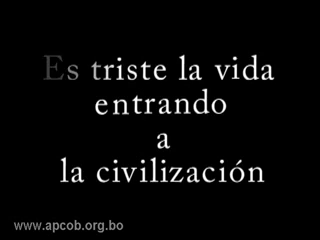 Es triste la vida
entrando
a
la civilización
www.apcob.org.bo